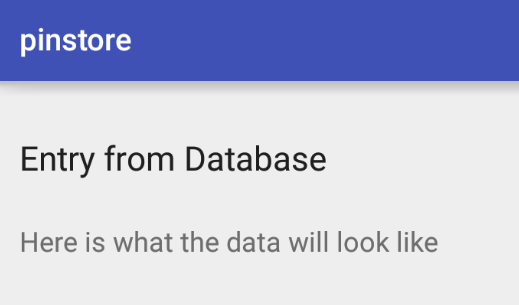 pinstore
Entry from Database
Here is what the data will look like